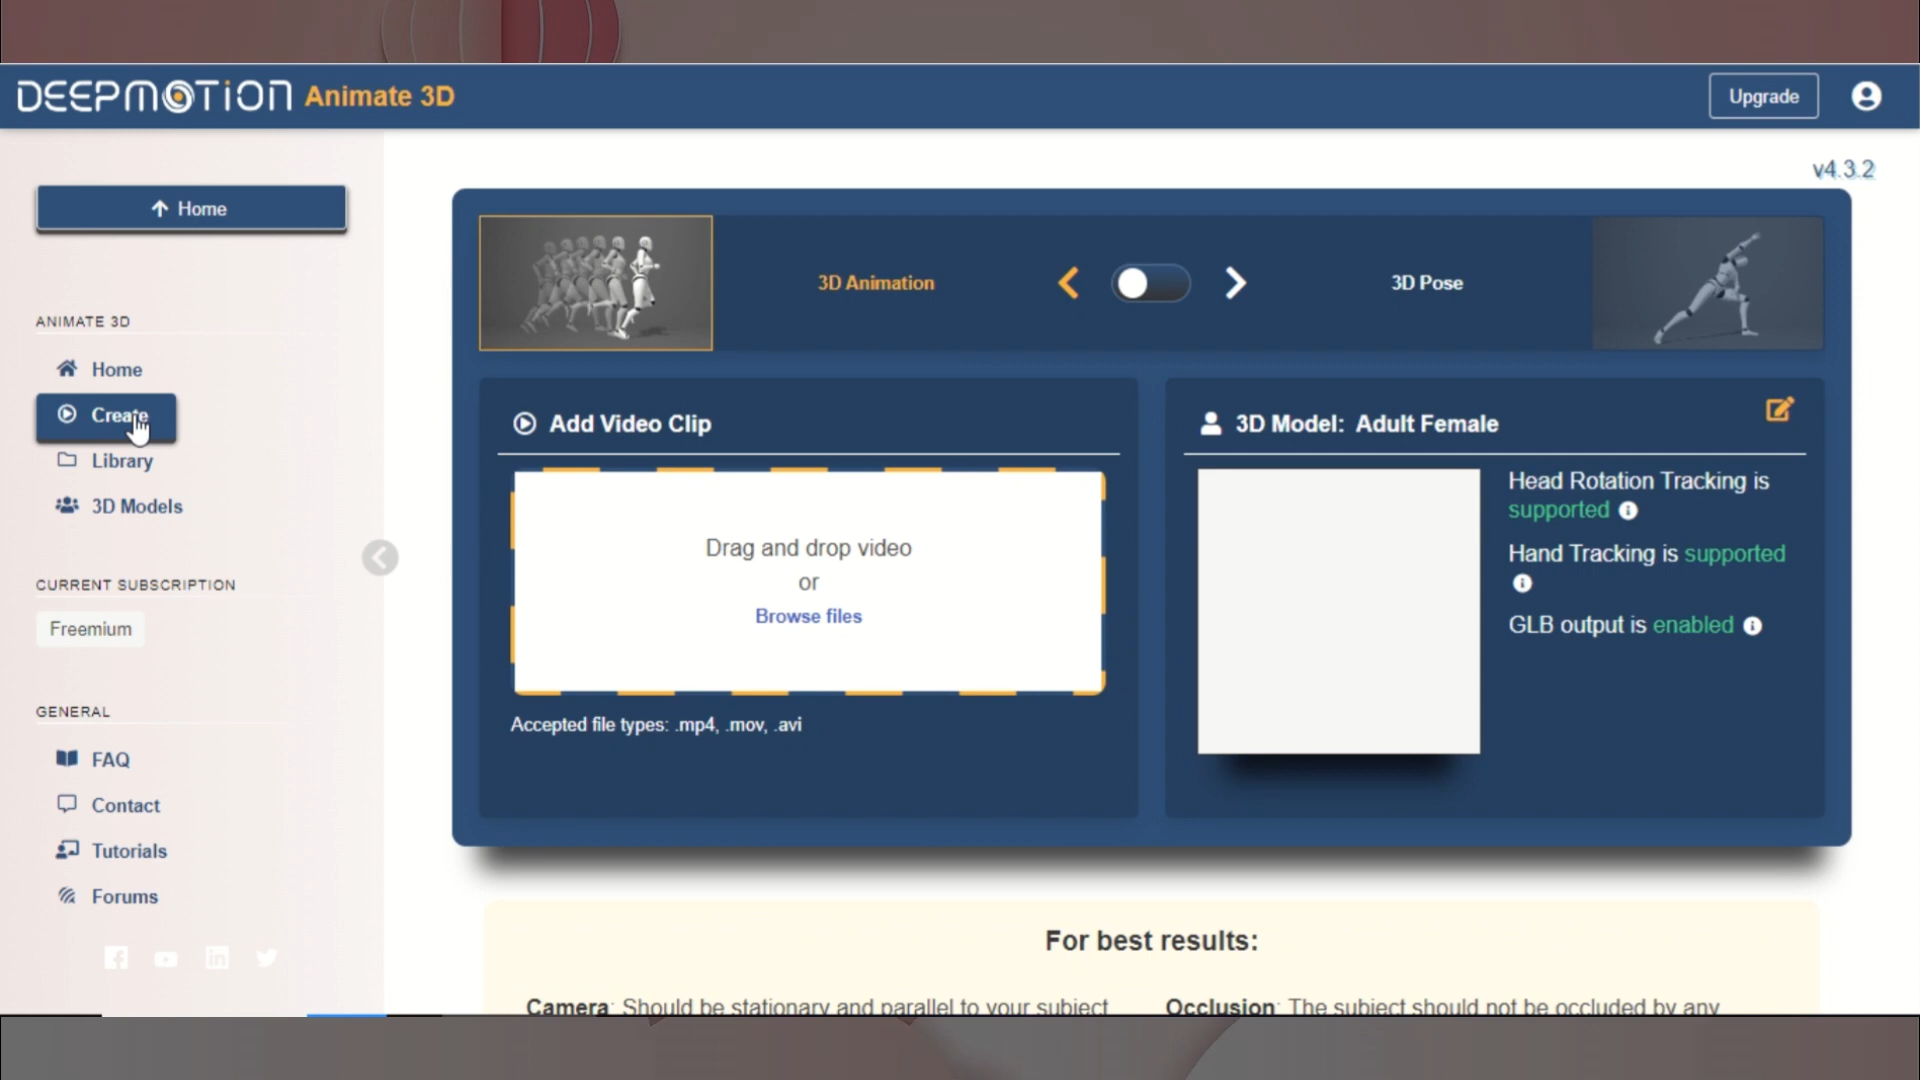 DEEPMOTION Animate 3D
Upgrade
v4.3.2
Home
ANIMATE 3D
Home
Create
Library
3D Models
CURRENT SUBSCRIPTION
Freemium
GENERAL
FAQ
Contact
Tutorials
Forums
3D Animation
3D Pose
Add Video Clip
Drag and drop video
or
Browse files
Accepted file types: .mp4, .mov, .avi
3D Model: Adult Female
Head Rotation Tracking is
supported
Hand Tracking is supported
GLB output is enabled
For best results:
Camera: Should be stationary and parallel to your subject
Occlusion: The subject should not be occluded by any